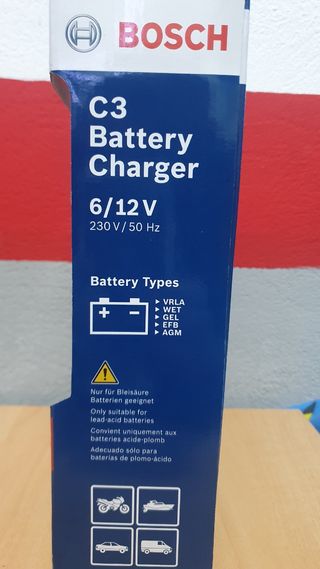 BOSCH
C3
Battery
Charger
6/12 V
230 V / 50 Hz
Battery Types
VRLA
WET
GEL
EFB
AGM
Nur für Bleisäure
Batterien geeignet
Only suitable for
lead-acid batteries
Convient uniquement aux
batteries acide-plomb
Adecuado sólo para
baterías de plomo-ácido